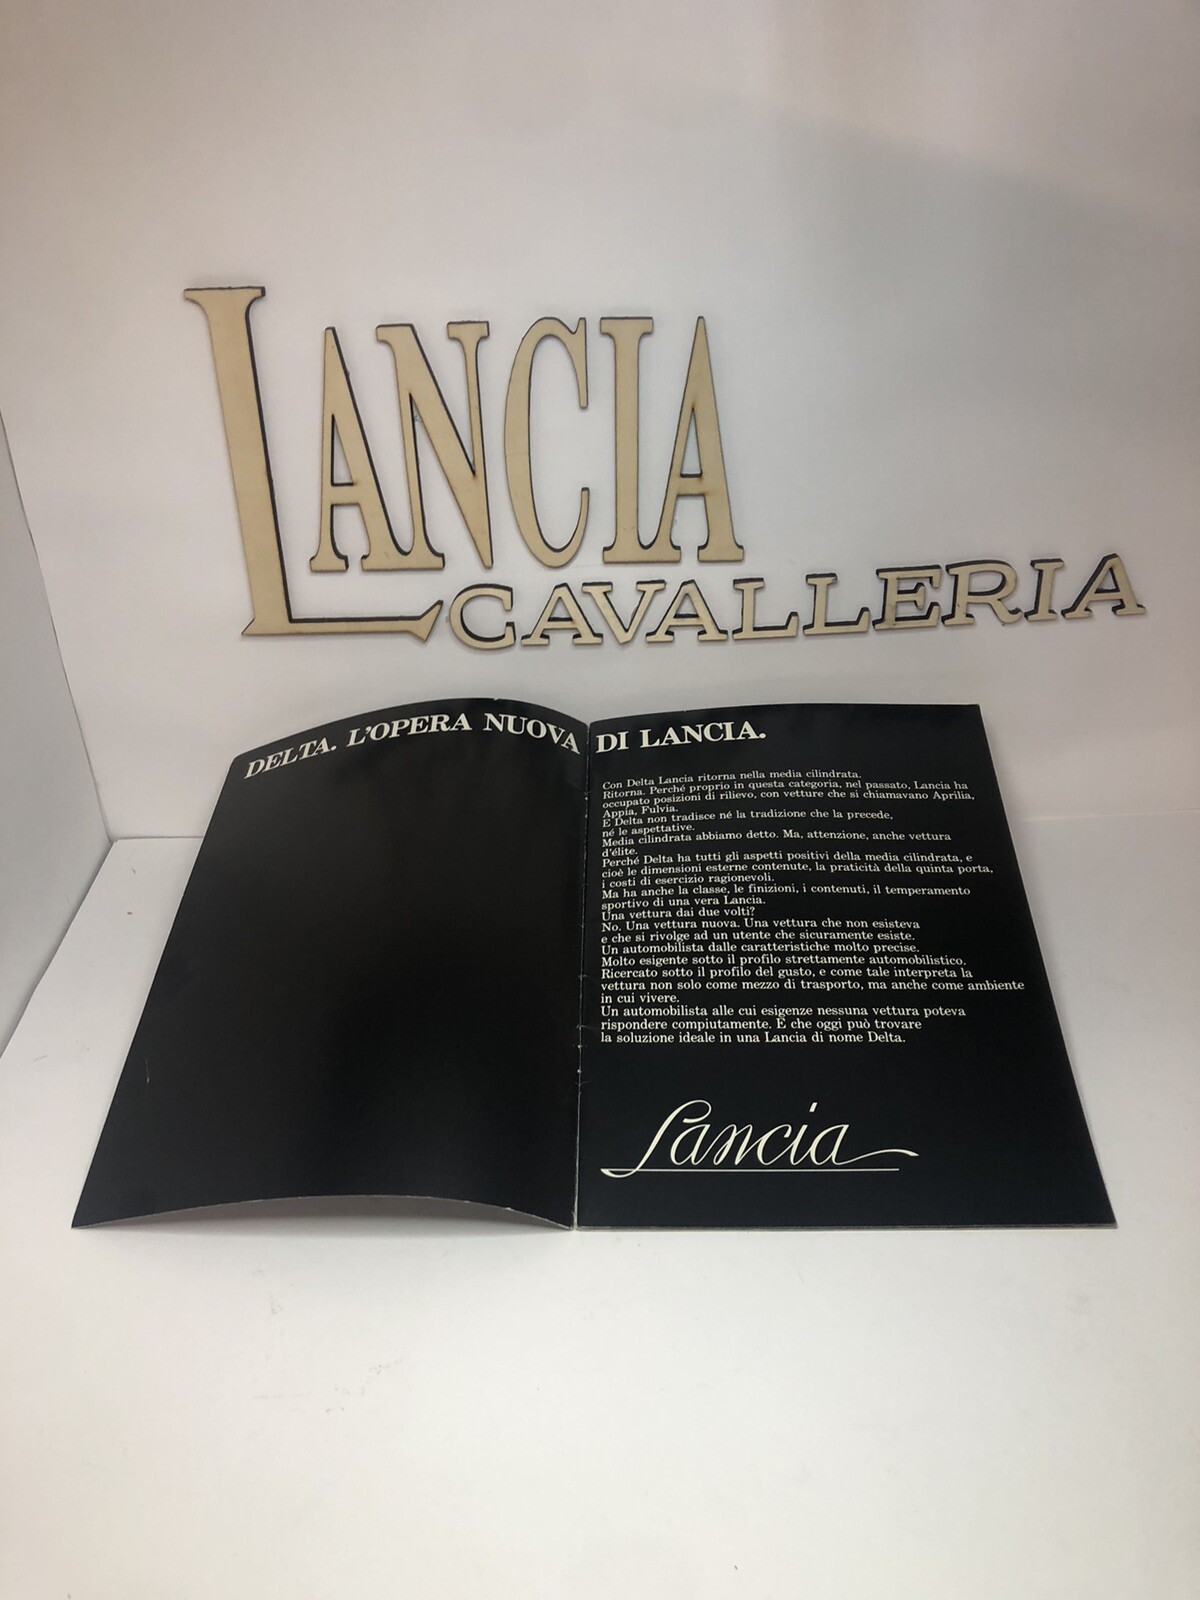 LANCIA
CAVALLERIA
DELTA. L'OPERA NUOVA DI LANCIA.
Con Delta Lancia ritorna nella media cilindrata.
Ritorna. Perché proprio in questa categoria, nel passato, Lancia ha
occupato posizioni di rilievo, con vetture che si chiamavano Aprilia,
Appia, Fulvia.
E Delta non tradisce né la tradizione che la precede,
né le aspettative.
Media cilindrata abbiamo detto. Ma, attenzione, anche vettura
d'élite.
Perché Delta ha tutti gli aspetti positivi della media cilindrata, e
cioè le dimensioni esterne contenute, la praticità della quinta porta,
i costi di esercizio ragionevoli.
Ma ha anche la classe, le finizioni, i contenuti, il temperamento
sportivo di una vera Lancia.
Una vettura dai due volti?
No. Una vettura nuova. Una vettura che non esisteva
e che si rivolge ad un utente che sicuramente esiste.
Un automobilista dalle caratteristiche molto precise.
Molto esigente sotto il profilo strettamente automobilistico.
Ricercato sotto il profilo del gusto, e come tale interpreta la
vettura non solo come mezzo di trasporto, ma anche come ambiente
in cui vivere.
Un automobilista alle cui esigenze nessuna vettura poteva
rispondere compiutamente. E che oggi può trovare
la soluzione ideale in una Lancia di nome Delta.
Lancia